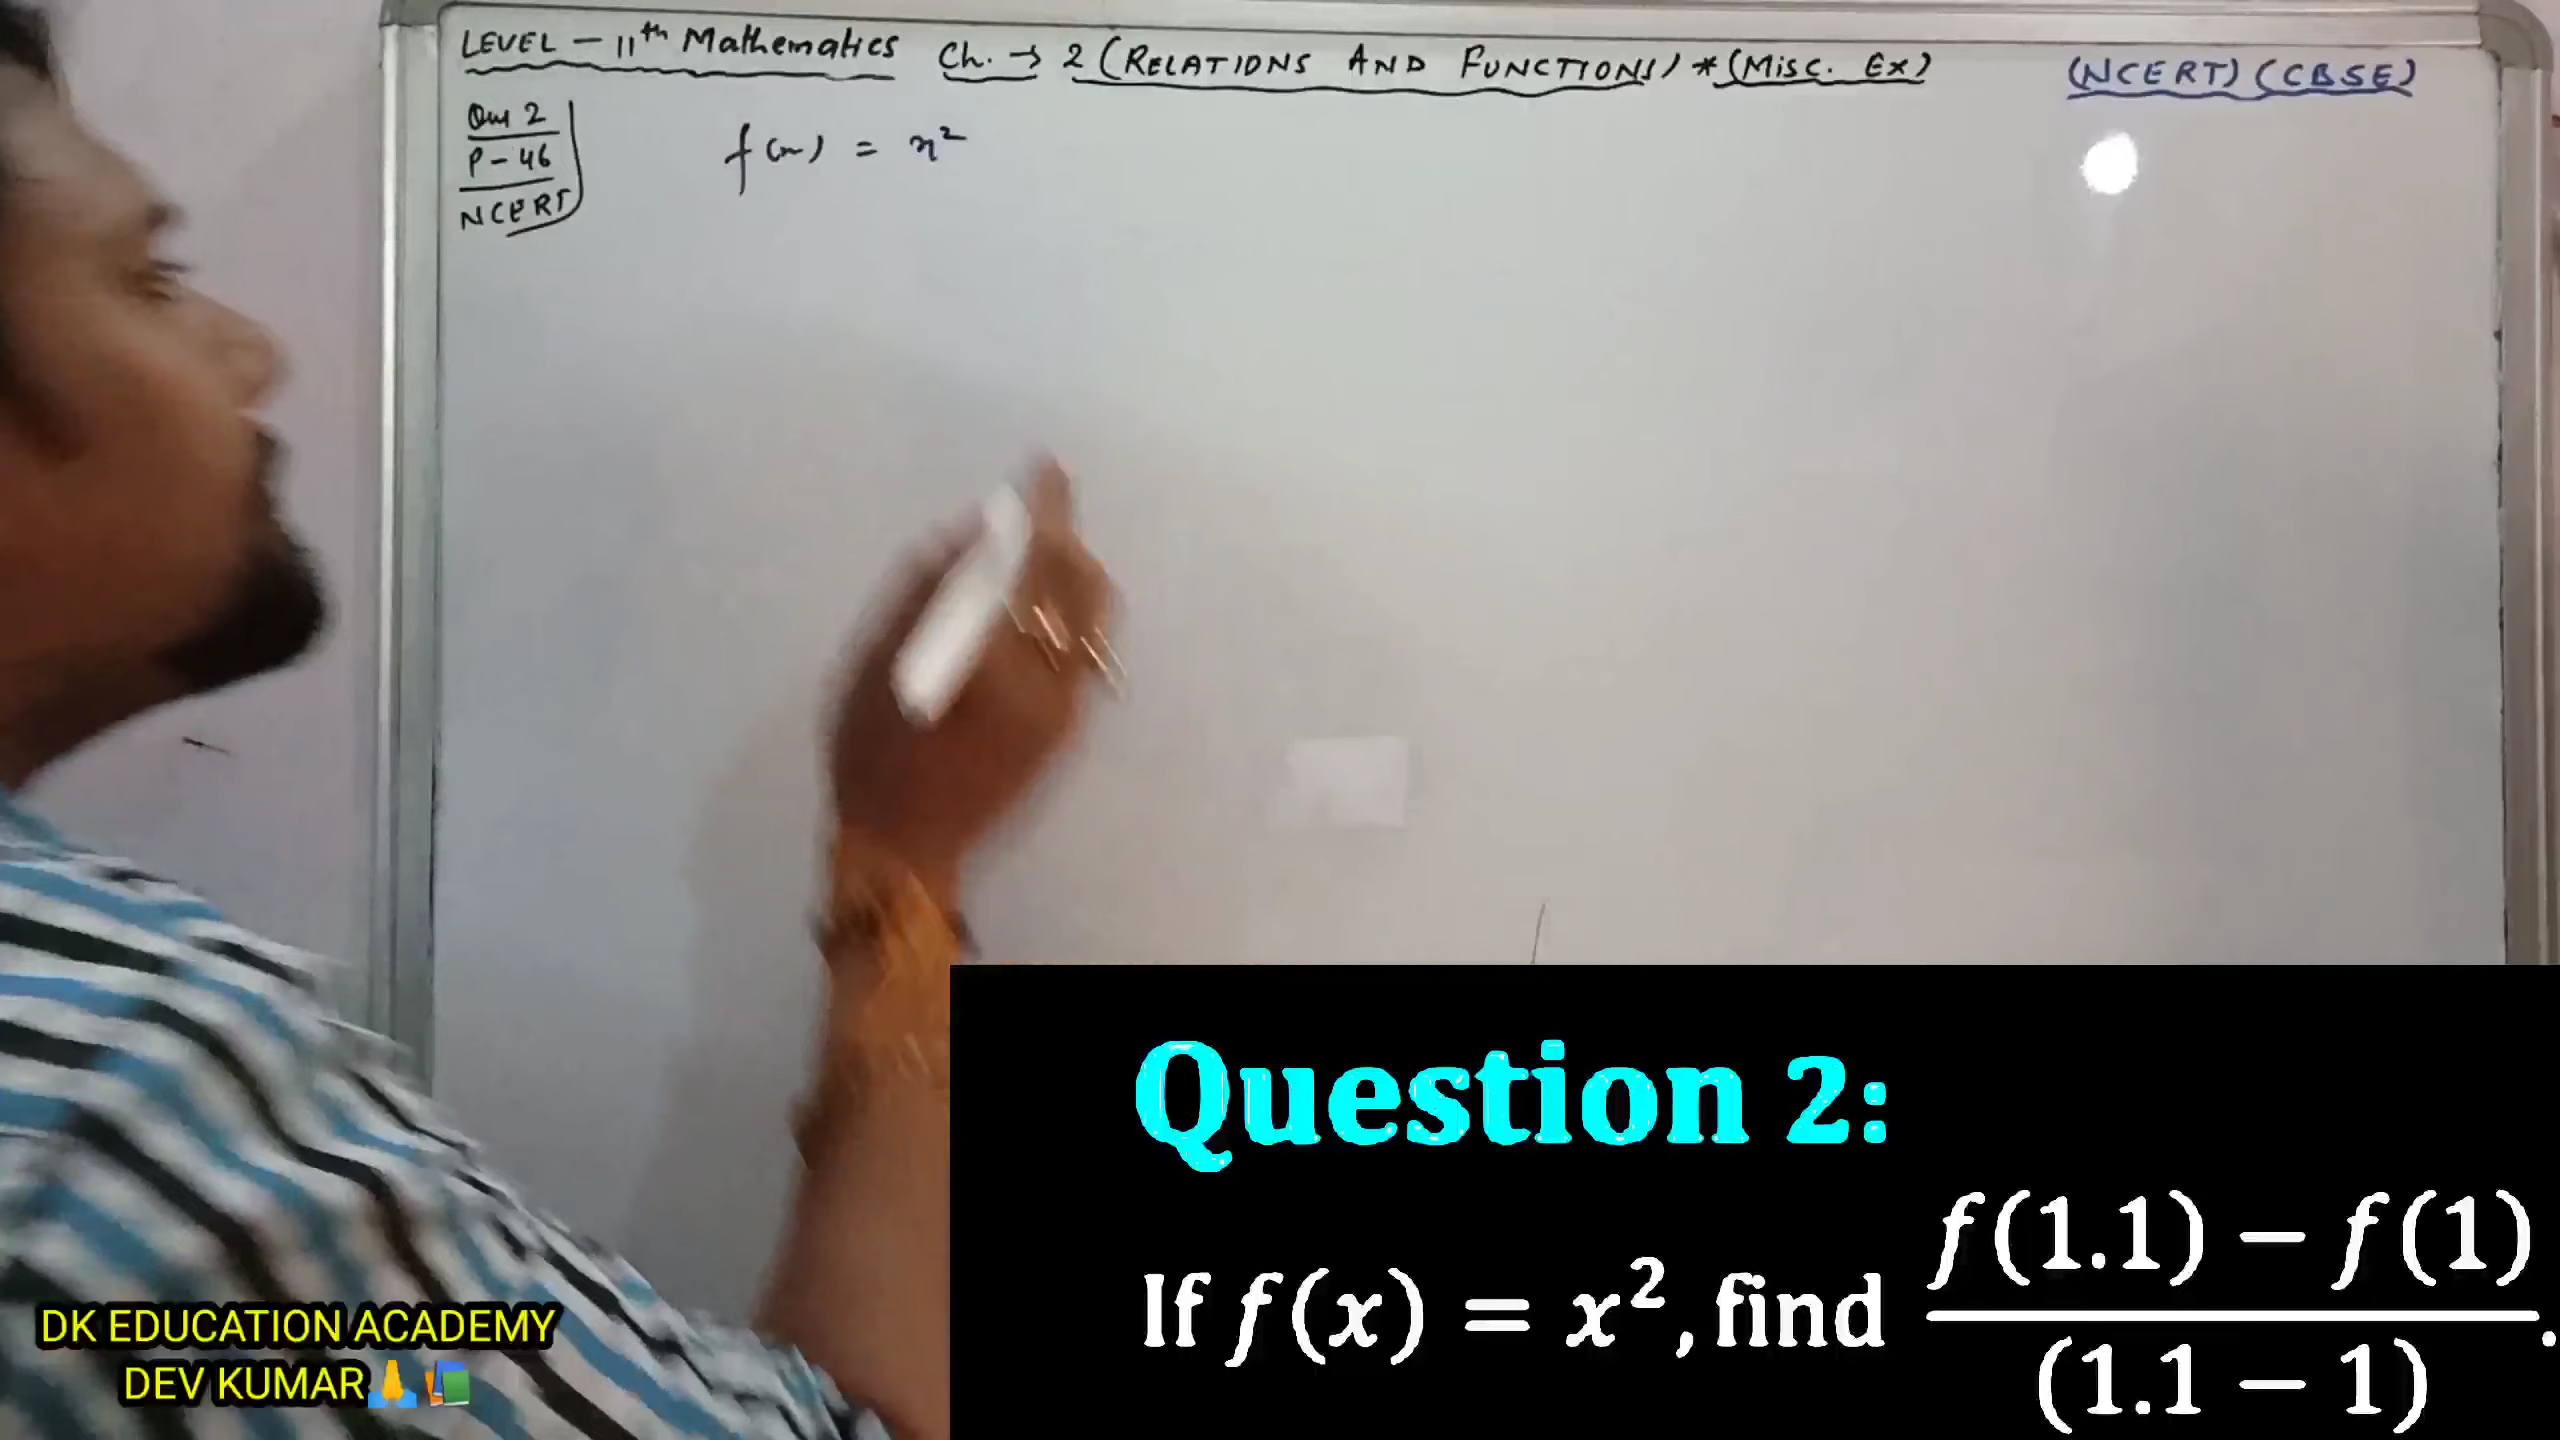 LEVEL - 11th Mathematics Ch. → 2 (RELATIONS AND FUNCTIONS) * (MISC. EX) (NCERT) (CBSE)
Que 2
P - 46
NCERT
f(x) = x²
Question 2:
If f(x) = x², find f(1.1) − f(1) / (1.1 − 1).
DK EDUCATION ACADEMY
DEV KUMAR🙏📚